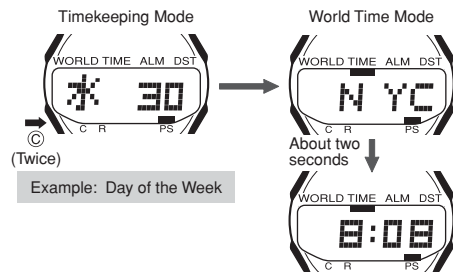 Timekeeping Mode
WORLD TIME ALM DST
水 30
C R PS
Ⓒ
(Twice)
Example: Day of the Week
World Time Mode
WORLD TIME ALM DST
N YC
C R PS
About two
seconds
WORLD TIME ALM DST
8:08
C R PS